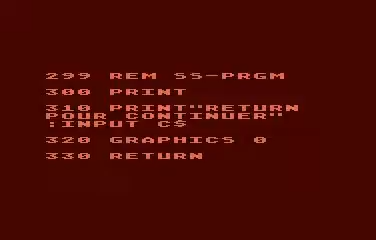 299 REM SS-PRGM
300 PRINT
310 PRINT"RETURN
POUR CONTINUER"
:INPUT C$
320 GRAPHICS 0
330 RETURN